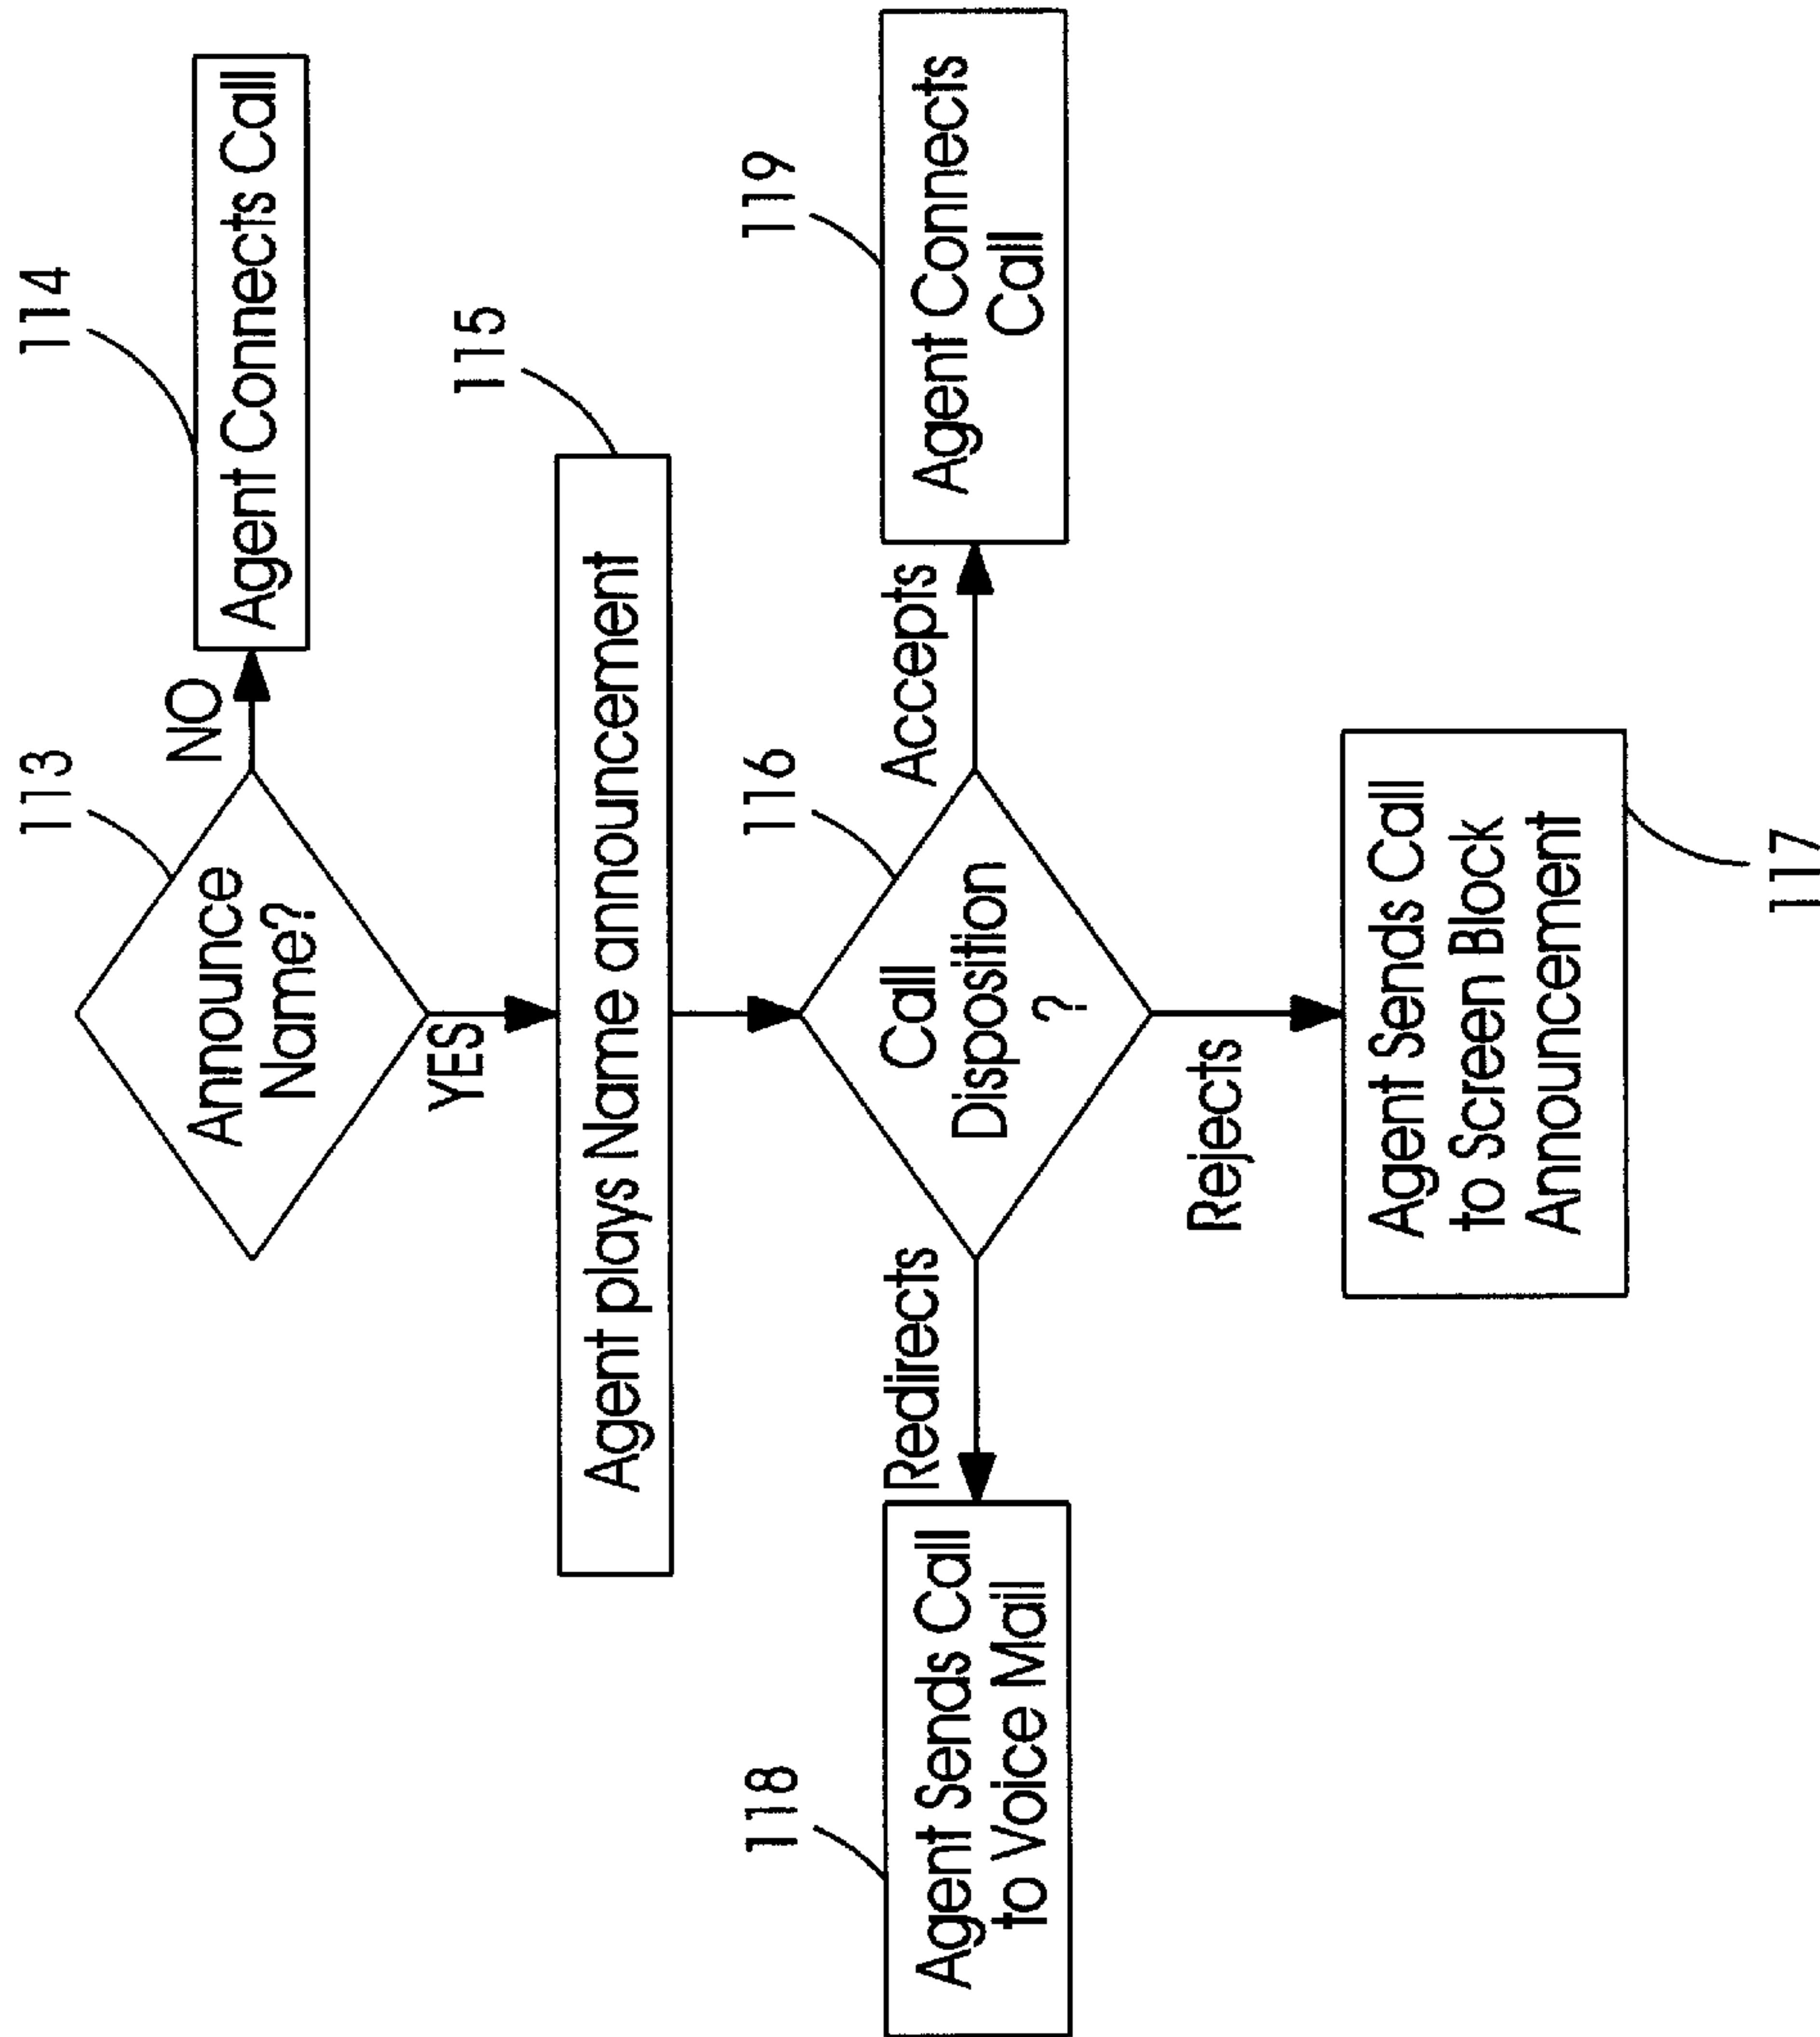 113
Announce
Name?
NO
114
Agent Connects Call
YES
115
Agent plays Name announcement
116
Call
Disposition
?
Redirects
118
Agent Sends Call
to Voice Mail
Accepts
119
Agent Connects
Call
Rejects
Agent Sends Call
to Screen Block
Announcement
117